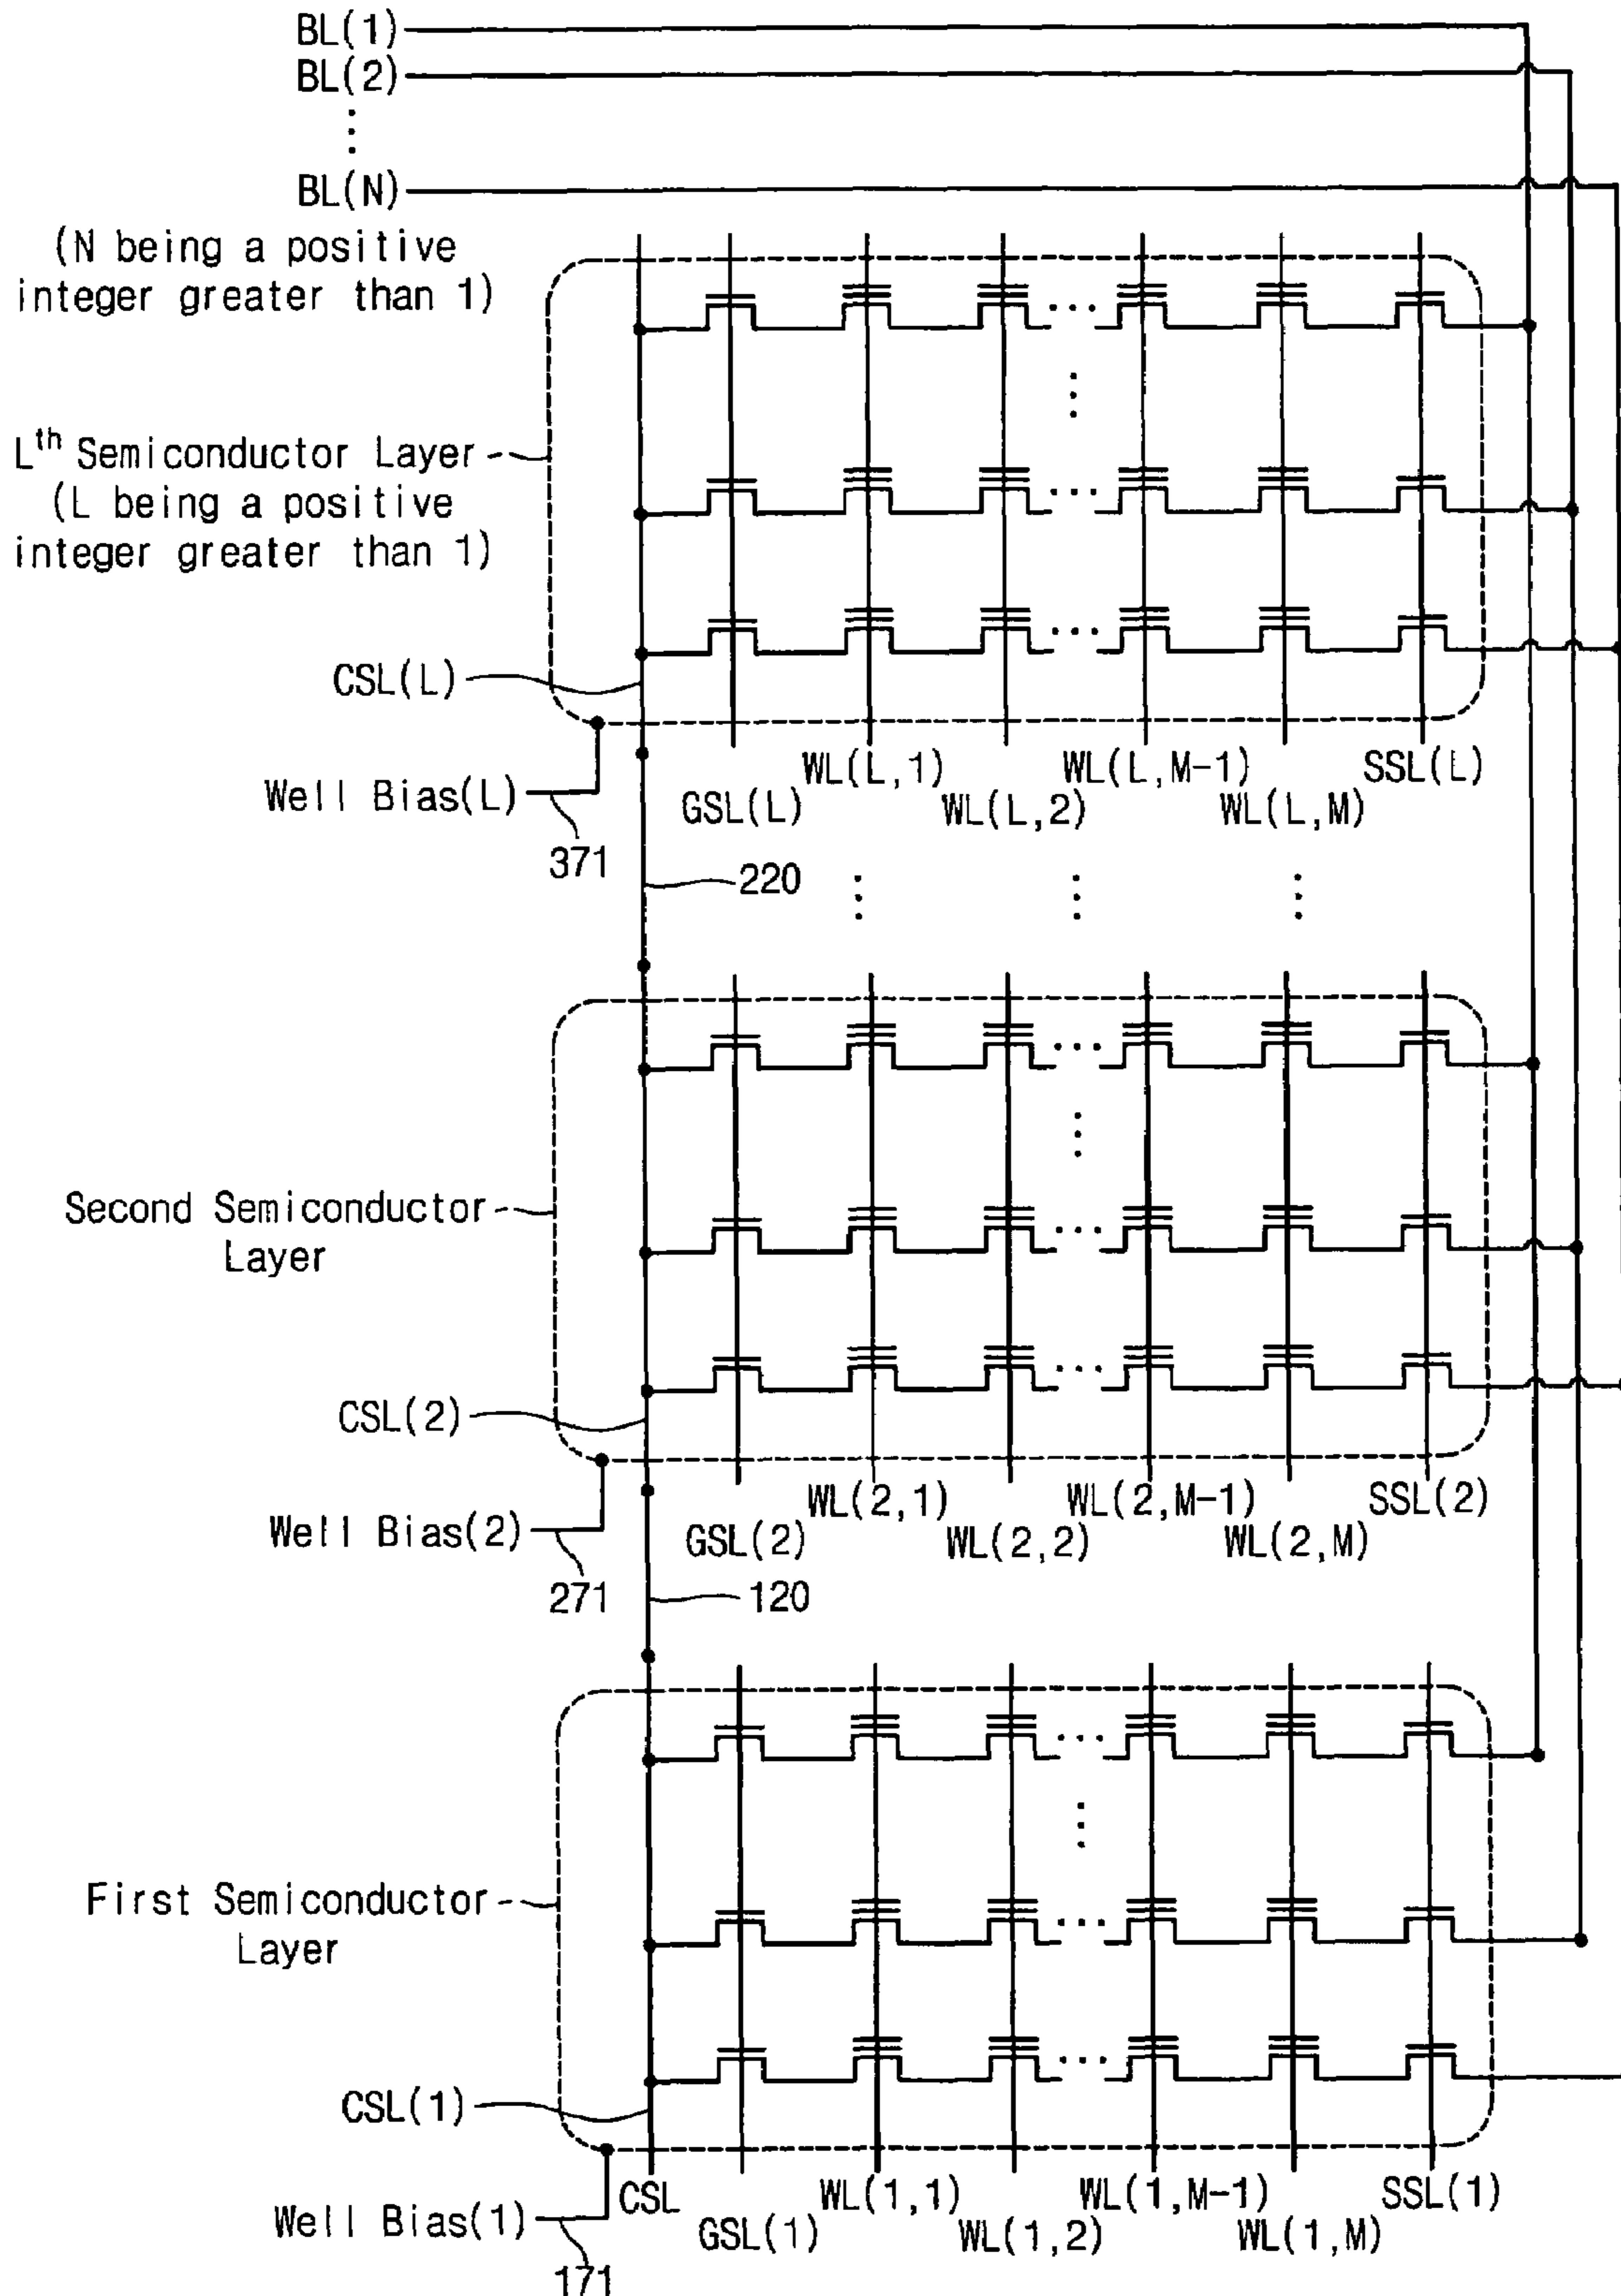 BL(1)
BL(2)
BL(N)
(N being a positive
integer greater than 1)
Lth Semiconductor Layer
(L being a positive
integer greater than 1)
CSL(L)
Well Bias(L)
371
GSL(L)
WL(L,1)
WL(L,2)
WL(L,M-1)
WL(L,M)
SSL(L)
220
Second Semiconductor
Layer
CSL(2)
Well Bias(2)
271
GSL(2)
WL(2,1)
WL(2,2)
WL(2,M-1)
WL(2,M)
SSL(2)
120
First Semiconductor
Layer
CSL(1)
Well Bias(1)
171
CSL
GSL(1)
WL(1,1)
WL(1,2)
WL(1,M-1)
WL(1,M)
SSL(1)